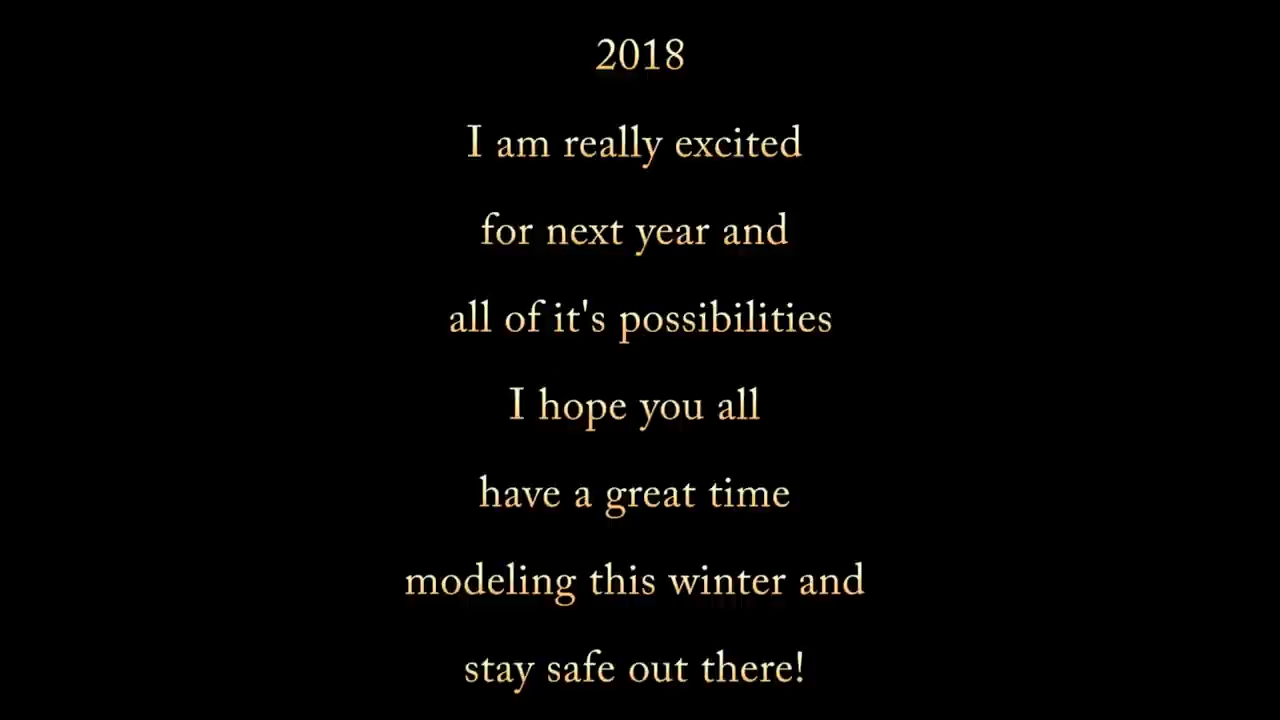 2018
I am really excited
for next year and
all of it's possibilities
I hope you all
have a great time
modeling this winter and
stay safe out there!